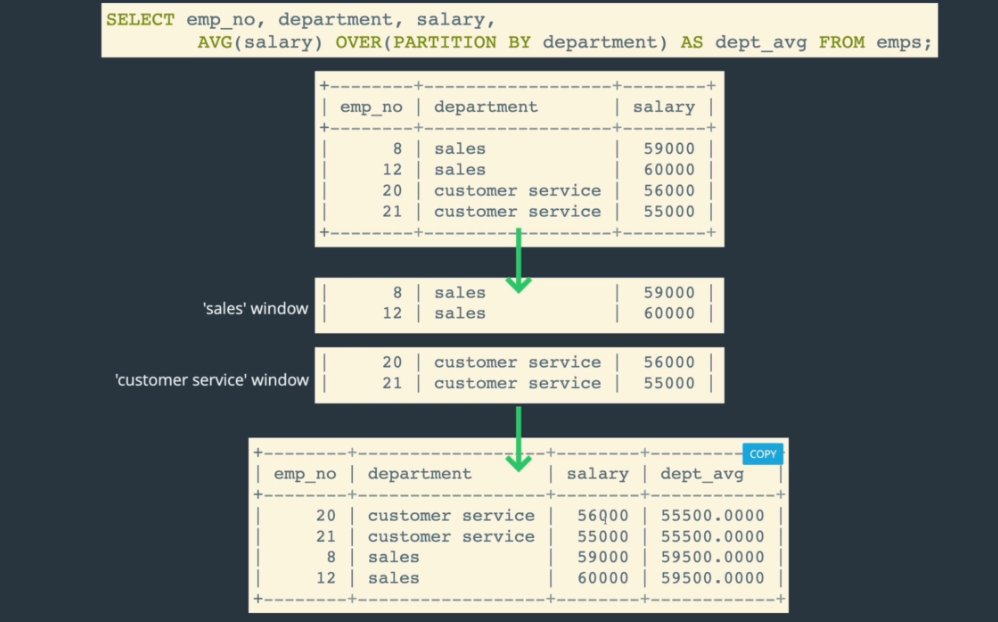 SELECT emp_no, department, salary,
AVG(salary) OVER(PARTITION BY department) AS dept_avg FROM emps;
+--------+------------------+--------+
| emp_no | department | salary |
+--------+------------------+--------+
| 8 | sales | 59000 |
| 12 | sales | 60000 |
| 20 | customer service | 56000 |
| 21 | customer service | 55000 |
+--------+------------------+--------+
'sales' window
| 8 | sales | 59000 |
| 12 | sales | 60000 |
'customer service' window
| 20 | customer service | 56000 |
| 21 | customer service | 55000 |
COPY
+--------+------------------+--------+------------+
| emp_no | department | salary | dept_avg |
+--------+------------------+--------+------------+
| 20 | customer service | 56000 | 55500.0000 |
| 21 | customer service | 55000 | 55500.0000 |
| 8 | sales | 59000 | 59500.0000 |
| 12 | sales | 60000 | 59500.0000 |
+--------+------------------+--------+------------+